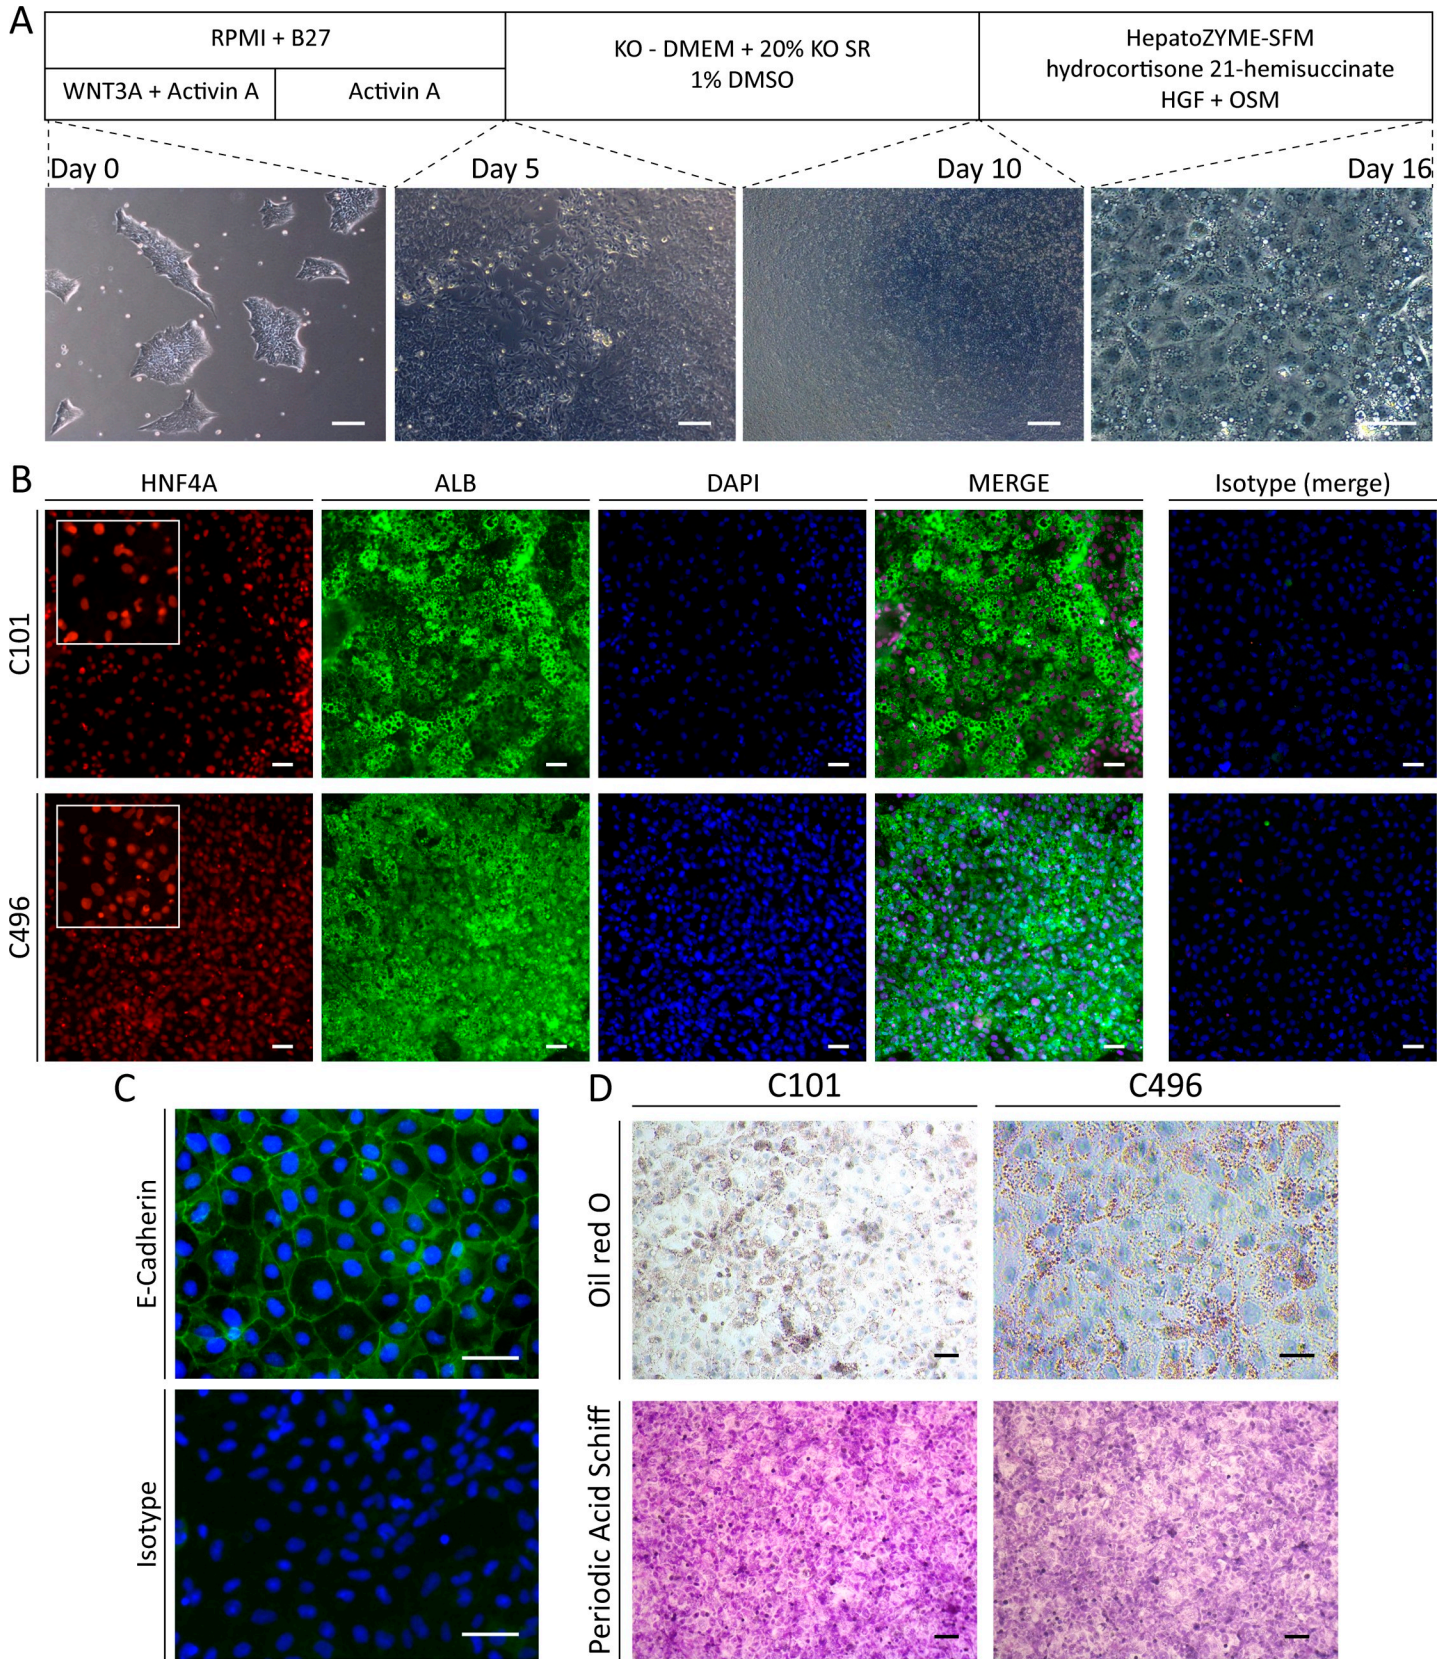 A
RPMI + B27
WNT3A + Activin A
Activin A
KO - DMEM + 20% KO SR
1% DMSO
HepatoZYME-SFM
hydrocortisone 21-hemisuccinate
HGF + OSM
Day 0
Day 5
Day 10
Day 16
B
HNF4A
ALB
DAPI
MERGE
Isotype (merge)
C101
C496
C
E-Cadherin
Isotype
D
C101
C496
Oil red O
Periodic Acid Schiff